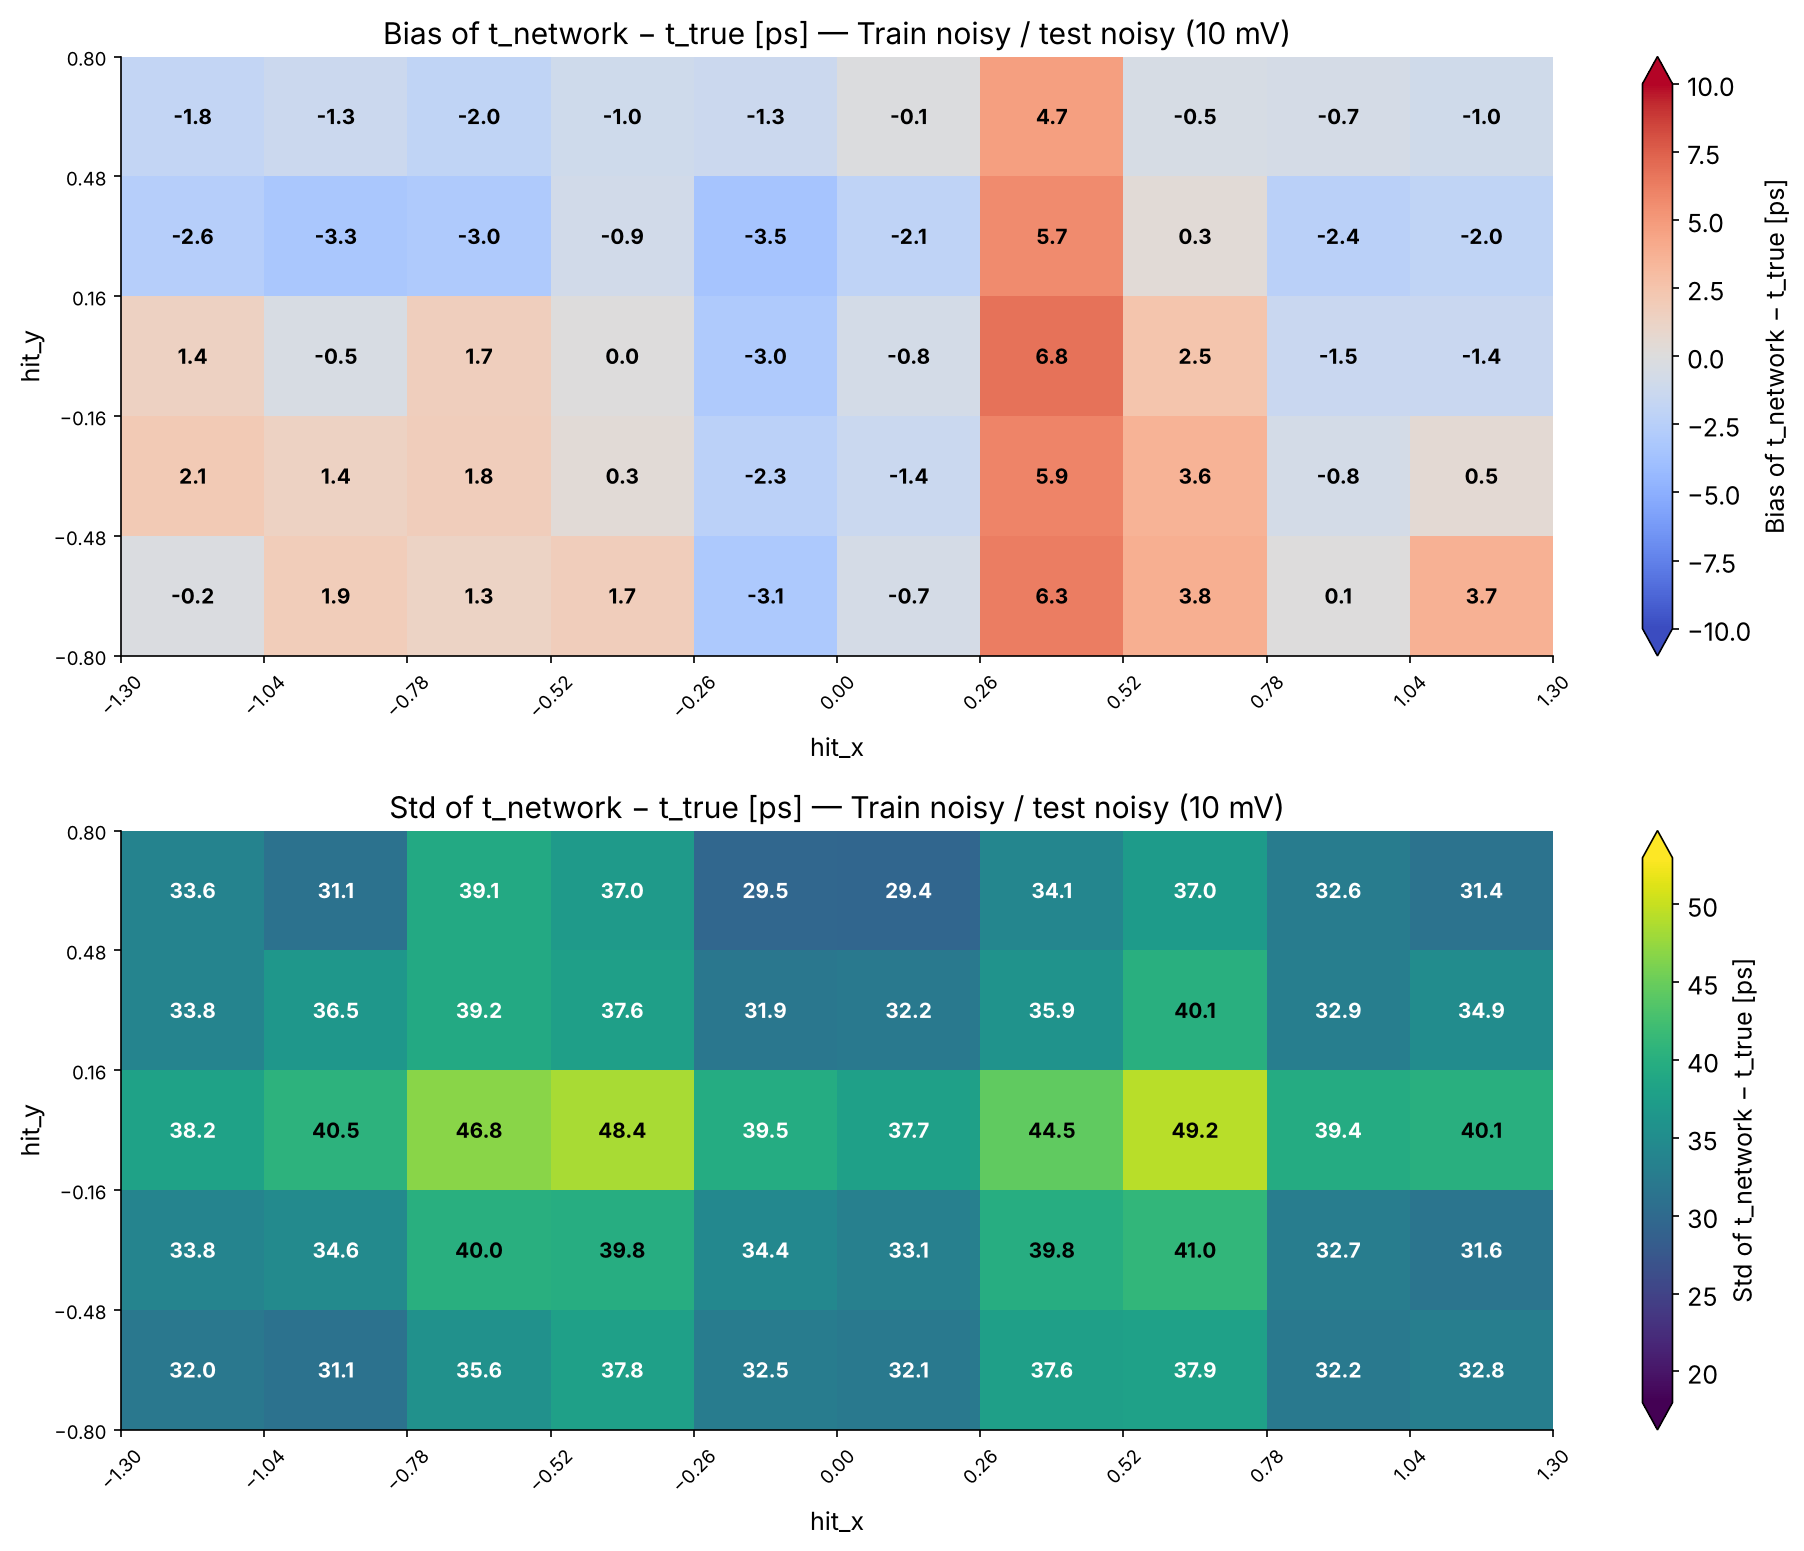 Bias of t_network − t_true [ps] — Train noisy / test noisy (10 mV)
0.80
0.48
0.16
−0.16
−0.48
−0.80
hit_y
-1.8 -1.3 -2.0 -1.0 -1.3 -0.1 4.7 -0.5 -0.7 -1.0
-2.6 -3.3 -3.0 -0.9 -3.5 -2.1 5.7 0.3 -2.4 -2.0
1.4 -0.5 1.7 0.0 -3.0 -0.8 6.8 2.5 -1.5 -1.4
2.1 1.4 1.8 0.3 -2.3 -1.4 5.9 3.6 -0.8 0.5
-0.2 1.9 1.3 1.7 -3.1 -0.7 6.3 3.8 0.1 3.7
−1.30 −1.04 −0.78 −0.52 −0.26 0.00 0.26 0.52 0.78 1.04 1.30
hit_x
10.0
7.5
5.0
2.5
0.0
−2.5
−5.0
−7.5
−10.0
Bias of t_network − t_true [ps]
Std of t_network − t_true [ps] — Train noisy / test noisy (10 mV)
0.80
0.48
0.16
−0.16
−0.48
−0.80
hit_y
33.6 31.1 39.1 37.0 29.5 29.4 34.1 37.0 32.6 31.4
33.8 36.5 39.2 37.6 31.9 32.2 35.9 40.1 32.9 34.9
38.2 40.5 46.8 48.4 39.5 37.7 44.5 49.2 39.4 40.1
33.8 34.6 40.0 39.8 34.4 33.1 39.8 41.0 32.7 31.6
32.0 31.1 35.6 37.8 32.5 32.1 37.6 37.9 32.2 32.8
−1.30 −1.04 −0.78 −0.52 −0.26 0.00 0.26 0.52 0.78 1.04 1.30
hit_x
50
45
40
35
30
25
20
Std of t_network − t_true [ps]